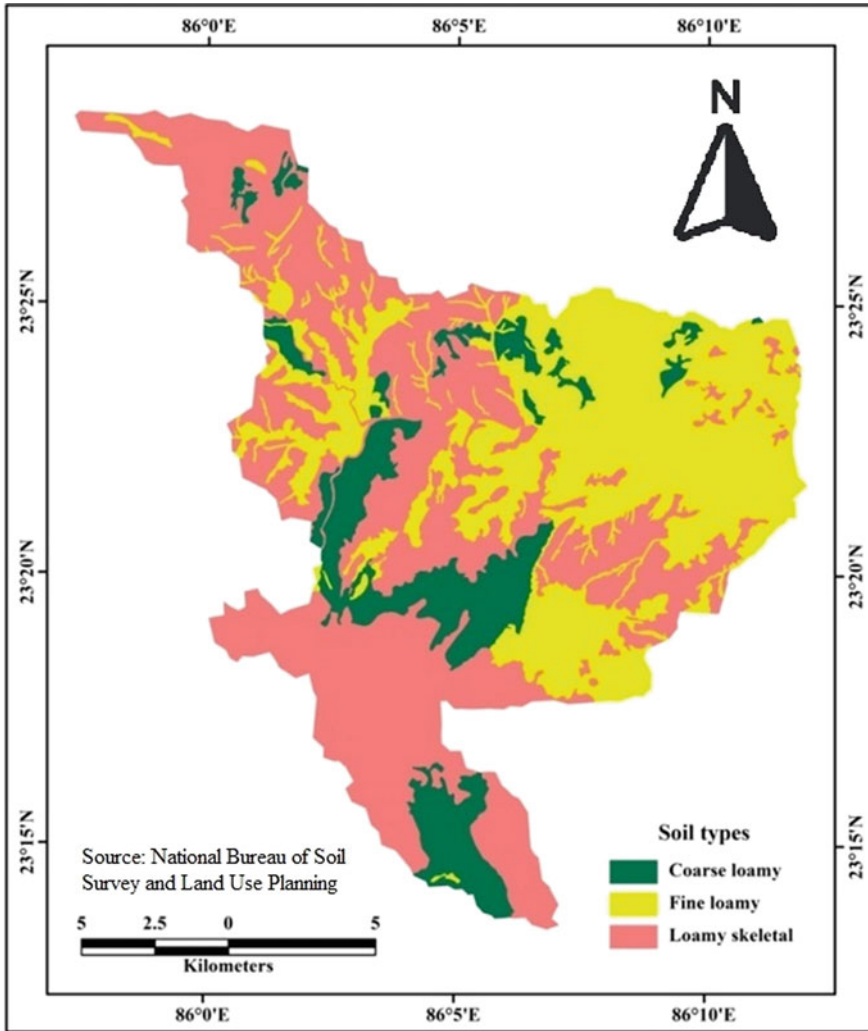 86°0'E 86°5'E 86°10'E
N
23°25'N 23°25'N
23°20'N 23°20'N
23°15'N 23°15'N
Soil types
Coarse loamy
Fine loamy
Loamy skeletal
Source: National Bureau of Soil
Survey and Land Use Planning
5 2.5 0 5
Kilometers
86°0'E 86°5'E 86°10'E